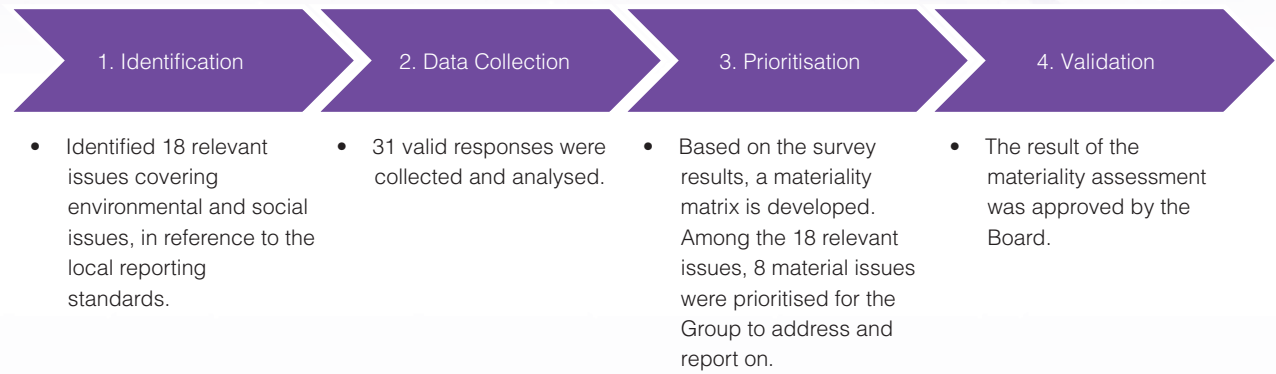 1. Identification
2. Data Collection
3. Prioritisation
4. Validation
• Identified 18 relevant
issues covering
environmental and social
issues, in reference to the
local reporting
standards.
• 31 valid responses were
collected and analysed.
• Based on the survey
results, a materiality
matrix is developed.
Among the 18 relevant
issues, 8 material issues
were prioritised for the
Group to address and
report on.
• The result of the
materiality assessment
was approved by the
Board.